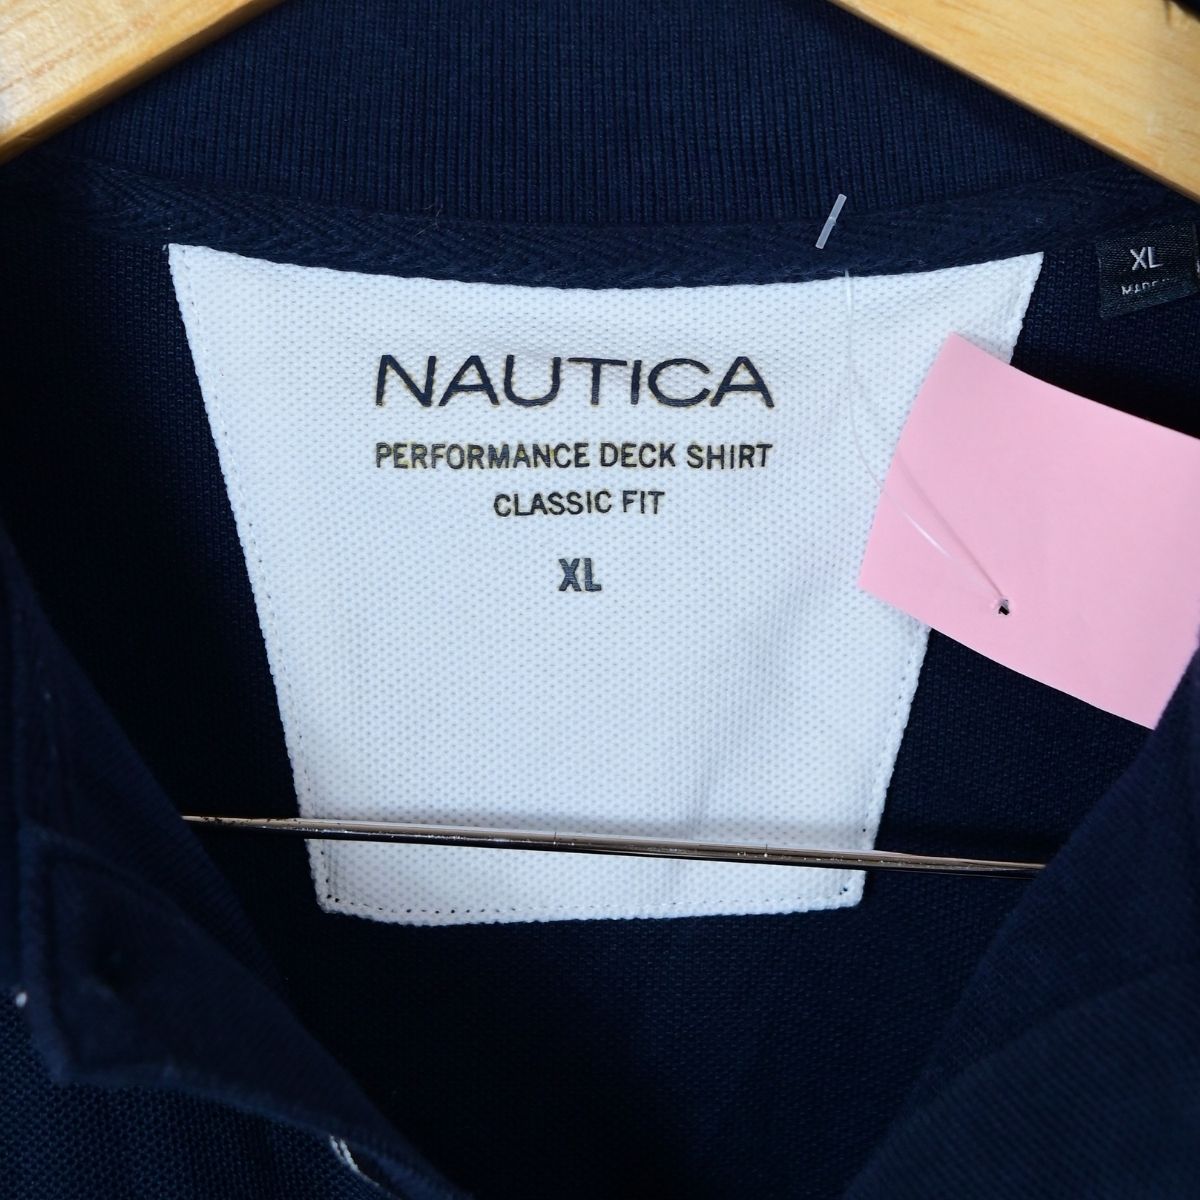 NAUTICA
PERFORMANCE DECK SHIRT
CLASSIC FIT
XL
XL